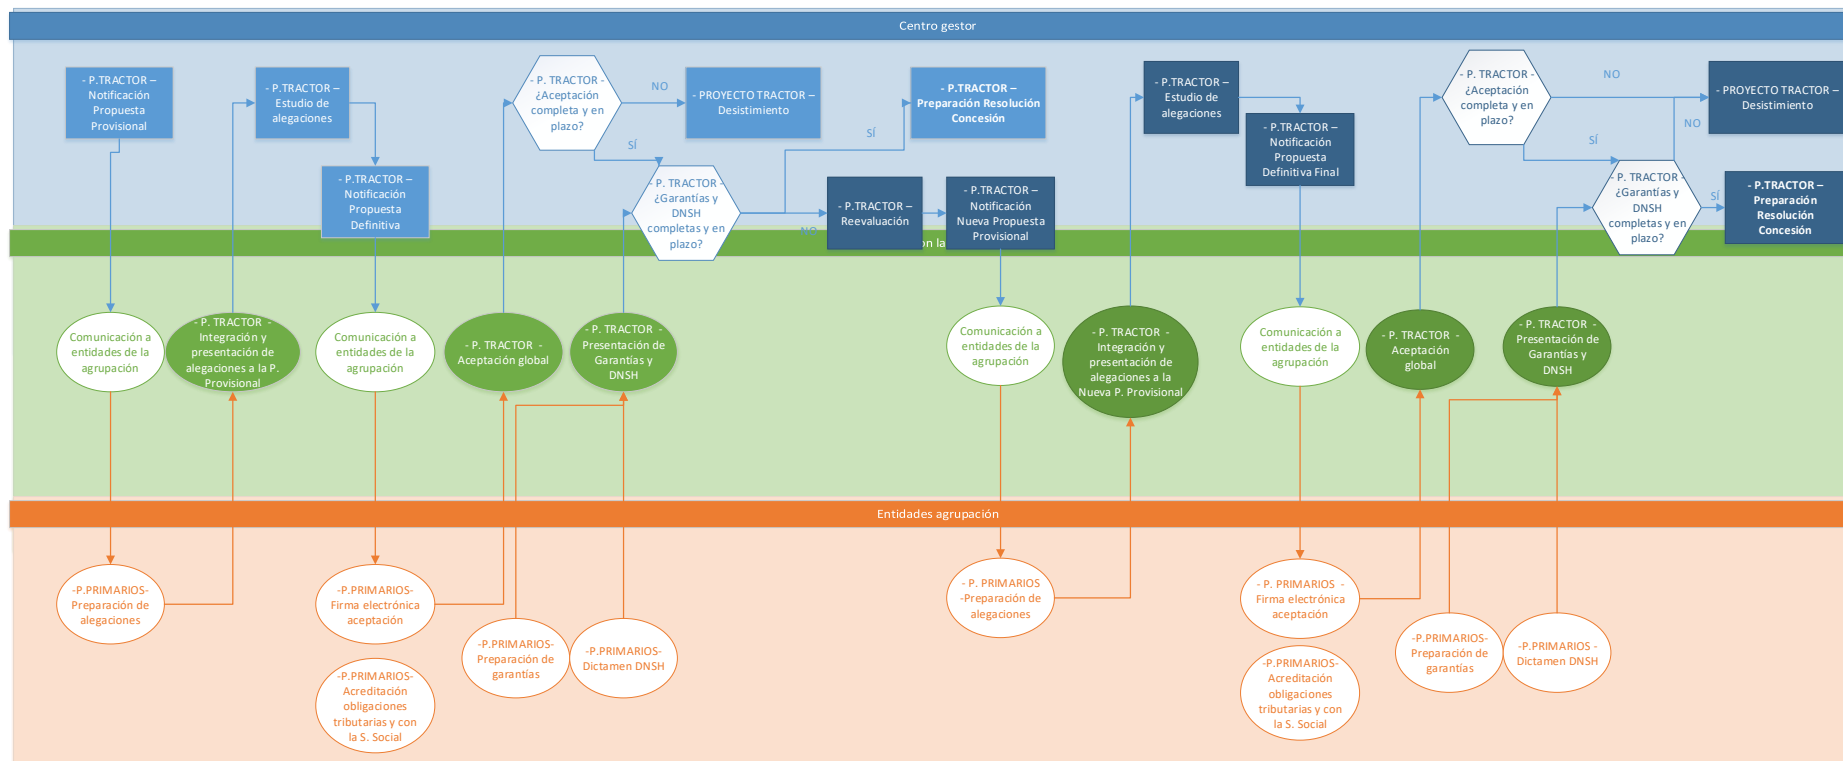 Centro gestor
- P.TRACTOR –
Notificación
Propuesta
Provisional
- P.TRACTOR –
Estudio de
alegaciones
- P.TRACTOR –
Notificación
Propuesta
Definitiva
- P. TRACTOR -
¿Aceptación
completa y en
plazo?
NO
- PROYECTO TRACTOR –
Desistimiento
SÍ
- P. TRACTOR -
¿Garantías y
DNSH
completas y en
plazo?
SÍ
- P.TRACTOR –
Preparación Resolución
Concesión
NO
- P.TRACTOR –
Reevaluación
- P.TRACTOR –
Notificación
Nueva Propuesta
Provisional
- P.TRACTOR –
Estudio de
alegaciones
- P.TRACTOR –
Notificación
Propuesta
Definitiva Final
- P. TRACTOR -
¿Aceptación
completa y en
plazo?
NO
- PROYECTO TRACTOR –
Desistimiento
NO
SÍ
- P. TRACTOR -
¿Garantías y
DNSH
completas y en
plazo?
SÍ
- P.TRACTOR –
Preparación
Resolución
Concesión
Comunicación a
entidades de la
agrupación
- P. TRACTOR -
Integración y
presentación de
alegaciones a la P.
Provisional
Comunicación a
entidades de la
agrupación
- P. TRACTOR -
Aceptación global
- P. TRACTOR -
Presentación de
Garantías y
DNSH
Comunicación a
entidades de la
agrupación
- P. TRACTOR -
Integración y
presentación de
alegaciones a la
Nueva P. Provisional
Comunicación a
entidades de la
agrupación
- P. TRACTOR -
Aceptación
global
- P. TRACTOR -
Presentación de
Garantías y
DNSH
Entidades agrupación
-P.PRIMARIOS-
Preparación de
alegaciones
-P.PRIMARIOS-
Firma electrónica
aceptación
-P.PRIMARIOS-
Acreditación
obligaciones
tributarias y con
la S. Social
-P.PRIMARIOS-
Preparación de
garantías
-P.PRIMARIOS-
Dictamen DNSH
- P. PRIMARIOS
-Preparación de
alegaciones
- P. PRIMARIOS -
Firma electrónica
aceptación
-P.PRIMARIOS-
Acreditación
obligaciones
tributarias y con
la S. Social
-P.PRIMARIOS-
Preparación de
garantías
-P.PRIMARIOS -
Dictamen DNSH